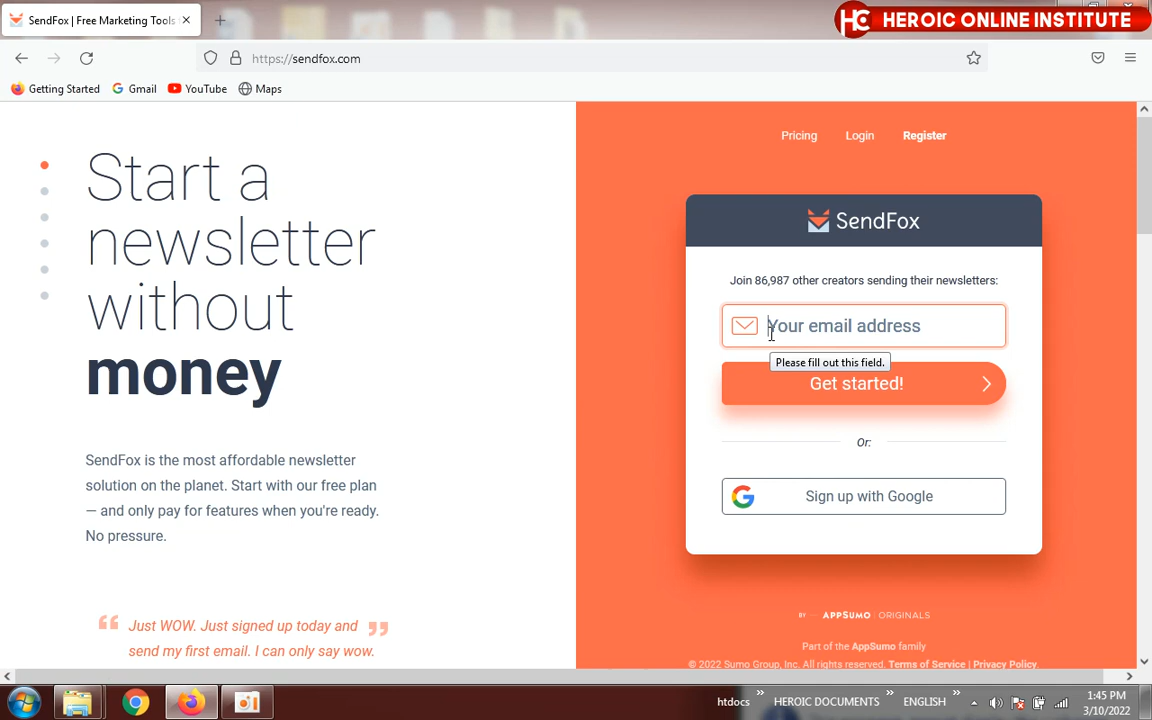 SendFox | Free Marketing Tools
HEROIC ONLINE INSTITUTE
https://sendfox.com
Getting Started
Gmail
YouTube
Maps
Pricing
Login
Register
Start a
newsletter
without
money
SendFox is the most affordable newsletter
solution on the planet. Start with our free plan
— and only pay for features when you're ready.
No pressure.
“ Just WOW. Just signed up today and ”
send my first email. I can only say wow.
SendFox
Join 86,987 other creators sending their newsletters:
Your email address
Please fill out this field.
Get started!
Or:
Sign up with Google
BY APPSUMO ORIGINALS
Part of the AppSumo family
© 2022 Sumo Group, Inc. All rights reserved. Terms of Service | Privacy Policy.
htdocs
HEROIC DOCUMENTS
ENGLISH
1:45 PM
3/10/2022